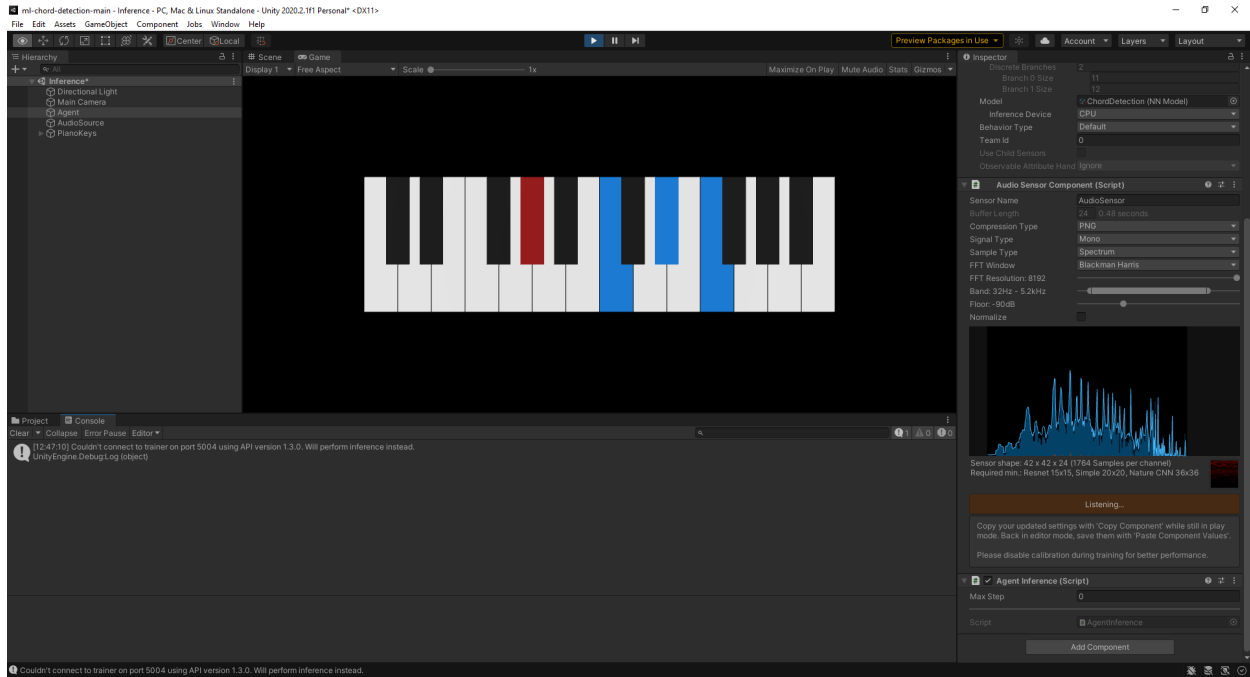 ml-chord-detection-main - Inference - PC, Mac & Linux Standalone - Unity 2020.2.1f1 Personal* <DX11>
File Edit Assets GameObject Component Jobs Window Help
Center Local
Preview Packages in Use Account Layers Layout
Hierarchy
All
Inference*
Directional Light
Main Camera
Agent
AudioSource
PianoKeys
Scene Game
Display 1 Free Aspect Scale 1x Maximize On Play Mute Audio Stats Gizmos
Project Console
Clear Collapse Error Pause Editor 1 0 0
[12:47:10] Couldn't connect to trainer on port 5004 using API version 1.3.0. Will perform inference instead.
UnityEngine.Debug:Log (object)
Inspector
Discrete Branches 2
Branch 0 Size 11
Branch 1 Size 12
Model ChordDetection (NN Model)
Inference Device CPU
Behavior Type Default
Team Id 0
Use Child Sensors
Observable Attribute Hand Ignore
Audio Sensor Component (Script)
Sensor Name AudioSensor
Buffer Length 24 0.48 seconds
Compression Type PNG
Signal Type Mono
Sample Type Spectrum
FFT Window Blackman Harris
FFT Resolution: 8192
Band: 32Hz - 5.2kHz
Floor: -90dB
Normalize
Sensor shape: 42 x 42 x 24 (1764 Samples per channel)
Required min.: Resnet 15x15, Simple 20x20, Nature CNN 36x36
Listening...
Copy your updated settings with 'Copy Component' while still in play
mode. Back in editor mode, save them with 'Paste Component Values'.
Please disable calibration during training for better performance.
Agent Inference (Script)
Max Step 0
Script AgentInference
Add Component
Couldn't connect to trainer on port 5004 using API version 1.3.0. Will perform inference instead.